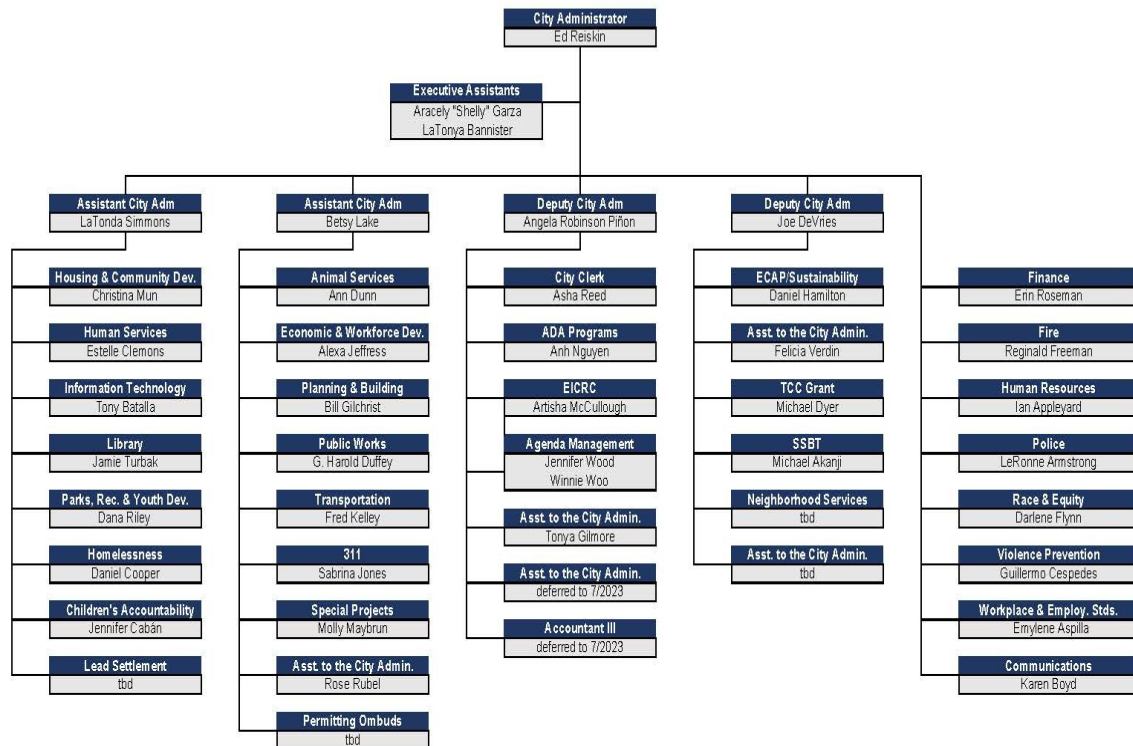 City Administrator
Ed Reiskin
Executive Assistants
Aracely "Shelly" Garza
LaTonya Bannister
Assistant City Adm
LaTonda Simmons
Housing & Community Dev.
Christina Mun
Human Services
Estelle Clemons
Information Technology
Tony Batalla
Library
Jamie Turbak
Parks, Rec. & Youth Dev.
Dana Riley
Homelessness
Daniel Cooper
Children's Accountability
Jennifer Cabán
Lead Settlement
tbd
Assistant City Adm
Betsy Lake
Animal Services
Ann Dunn
Economic & Workforce Dev.
Alexa Jeffress
Planning & Building
Bill Gilchrist
Public Works
G. Harold Duffey
Transportation
Fred Kelley
311
Sabrina Jones
Special Projects
Molly Maybrun
Asst. to the City Admin.
Rose Rubel
Permitting Ombuds
tbd
Deputy City Adm
Angela Robinson Piñon
City Clerk
Asha Reed
ADA Programs
Anh Nguyen
EICRC
Artisha McCullough
Agenda Management
Jennifer Wood
Winnie Woo
Asst. to the City Admin.
Tonya Gilmore
Asst. to the City Admin.
deferred to 7/2023
Accountant III
deferred to 7/2023
Deputy City Adm
Joe DeVries
ECAP/Sustainability
Daniel Hamilton
Asst. to the City Admin.
Felicia Verdin
TCC Grant
Michael Dyer
SSBT
Michael Akanji
Neighborhood Services
tbd
Asst. to the City Admin.
tbd
Finance
Erin Roseman
Fire
Reginald Freeman
Human Resources
Ian Appleyard
Police
LeRonne Armstrong
Race & Equity
Darlene Flynn
Violence Prevention
Guillermo Cespedes
Workplace & Employ. Stds.
Emylene Aspilla
Communications
Karen Boyd